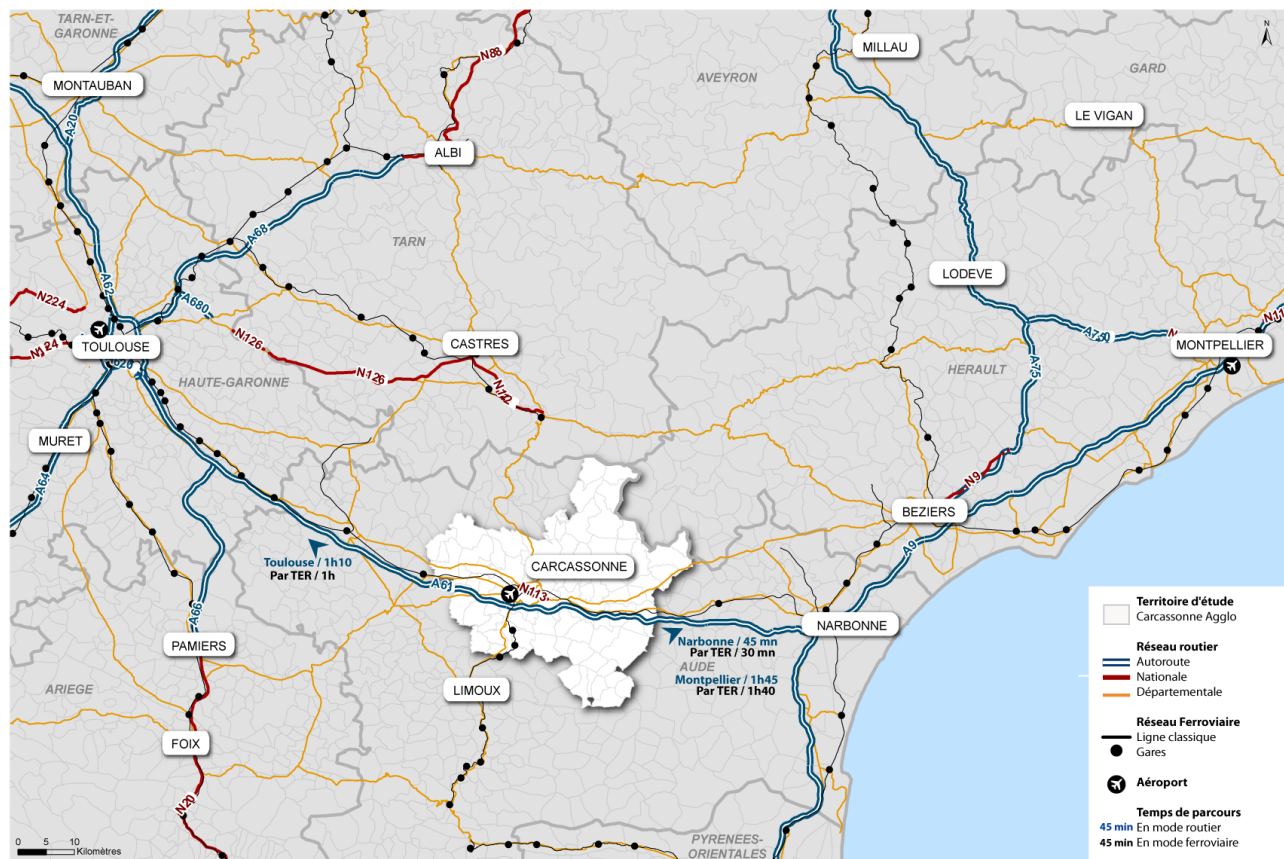 TARN-ET-
GARONNE
N88
MILLAU
N
AVEYRON
GARD
MONTAUBAN
LE VIGAN
A20
ALBI
A68
TARN
A62
LODEVE
N224
A680
A75
N126
CASTRES
TOULOUSE
MONTPELLIER
A620
N126
A75
HAUTE-GARONNE
HERAULT
MURET
N9
A64
BEZIERS
A9
Toulouse / 1h10
Par TER / 1h
CARCASSONNE
A61
N113
A66
NARBONNE
Narbonne / 45 mn
Par TER / 30 mn
PAMIERS
AUDE
Montpellier / 1h45
Par TER / 1h40
ARIEGE
LIMOUX
FOIX
N20
PYRENEES-
ORIENTALES
0 5 10
Kilomètres
Territoire d'étude
Carcassonne Agglo
Réseau routier
Autoroute
Nationale
Départementale
Réseau Ferroviaire
Ligne classique
Gares
Aéroport
Temps de parcours
45 min En mode routier
45 min En mode ferroviaire